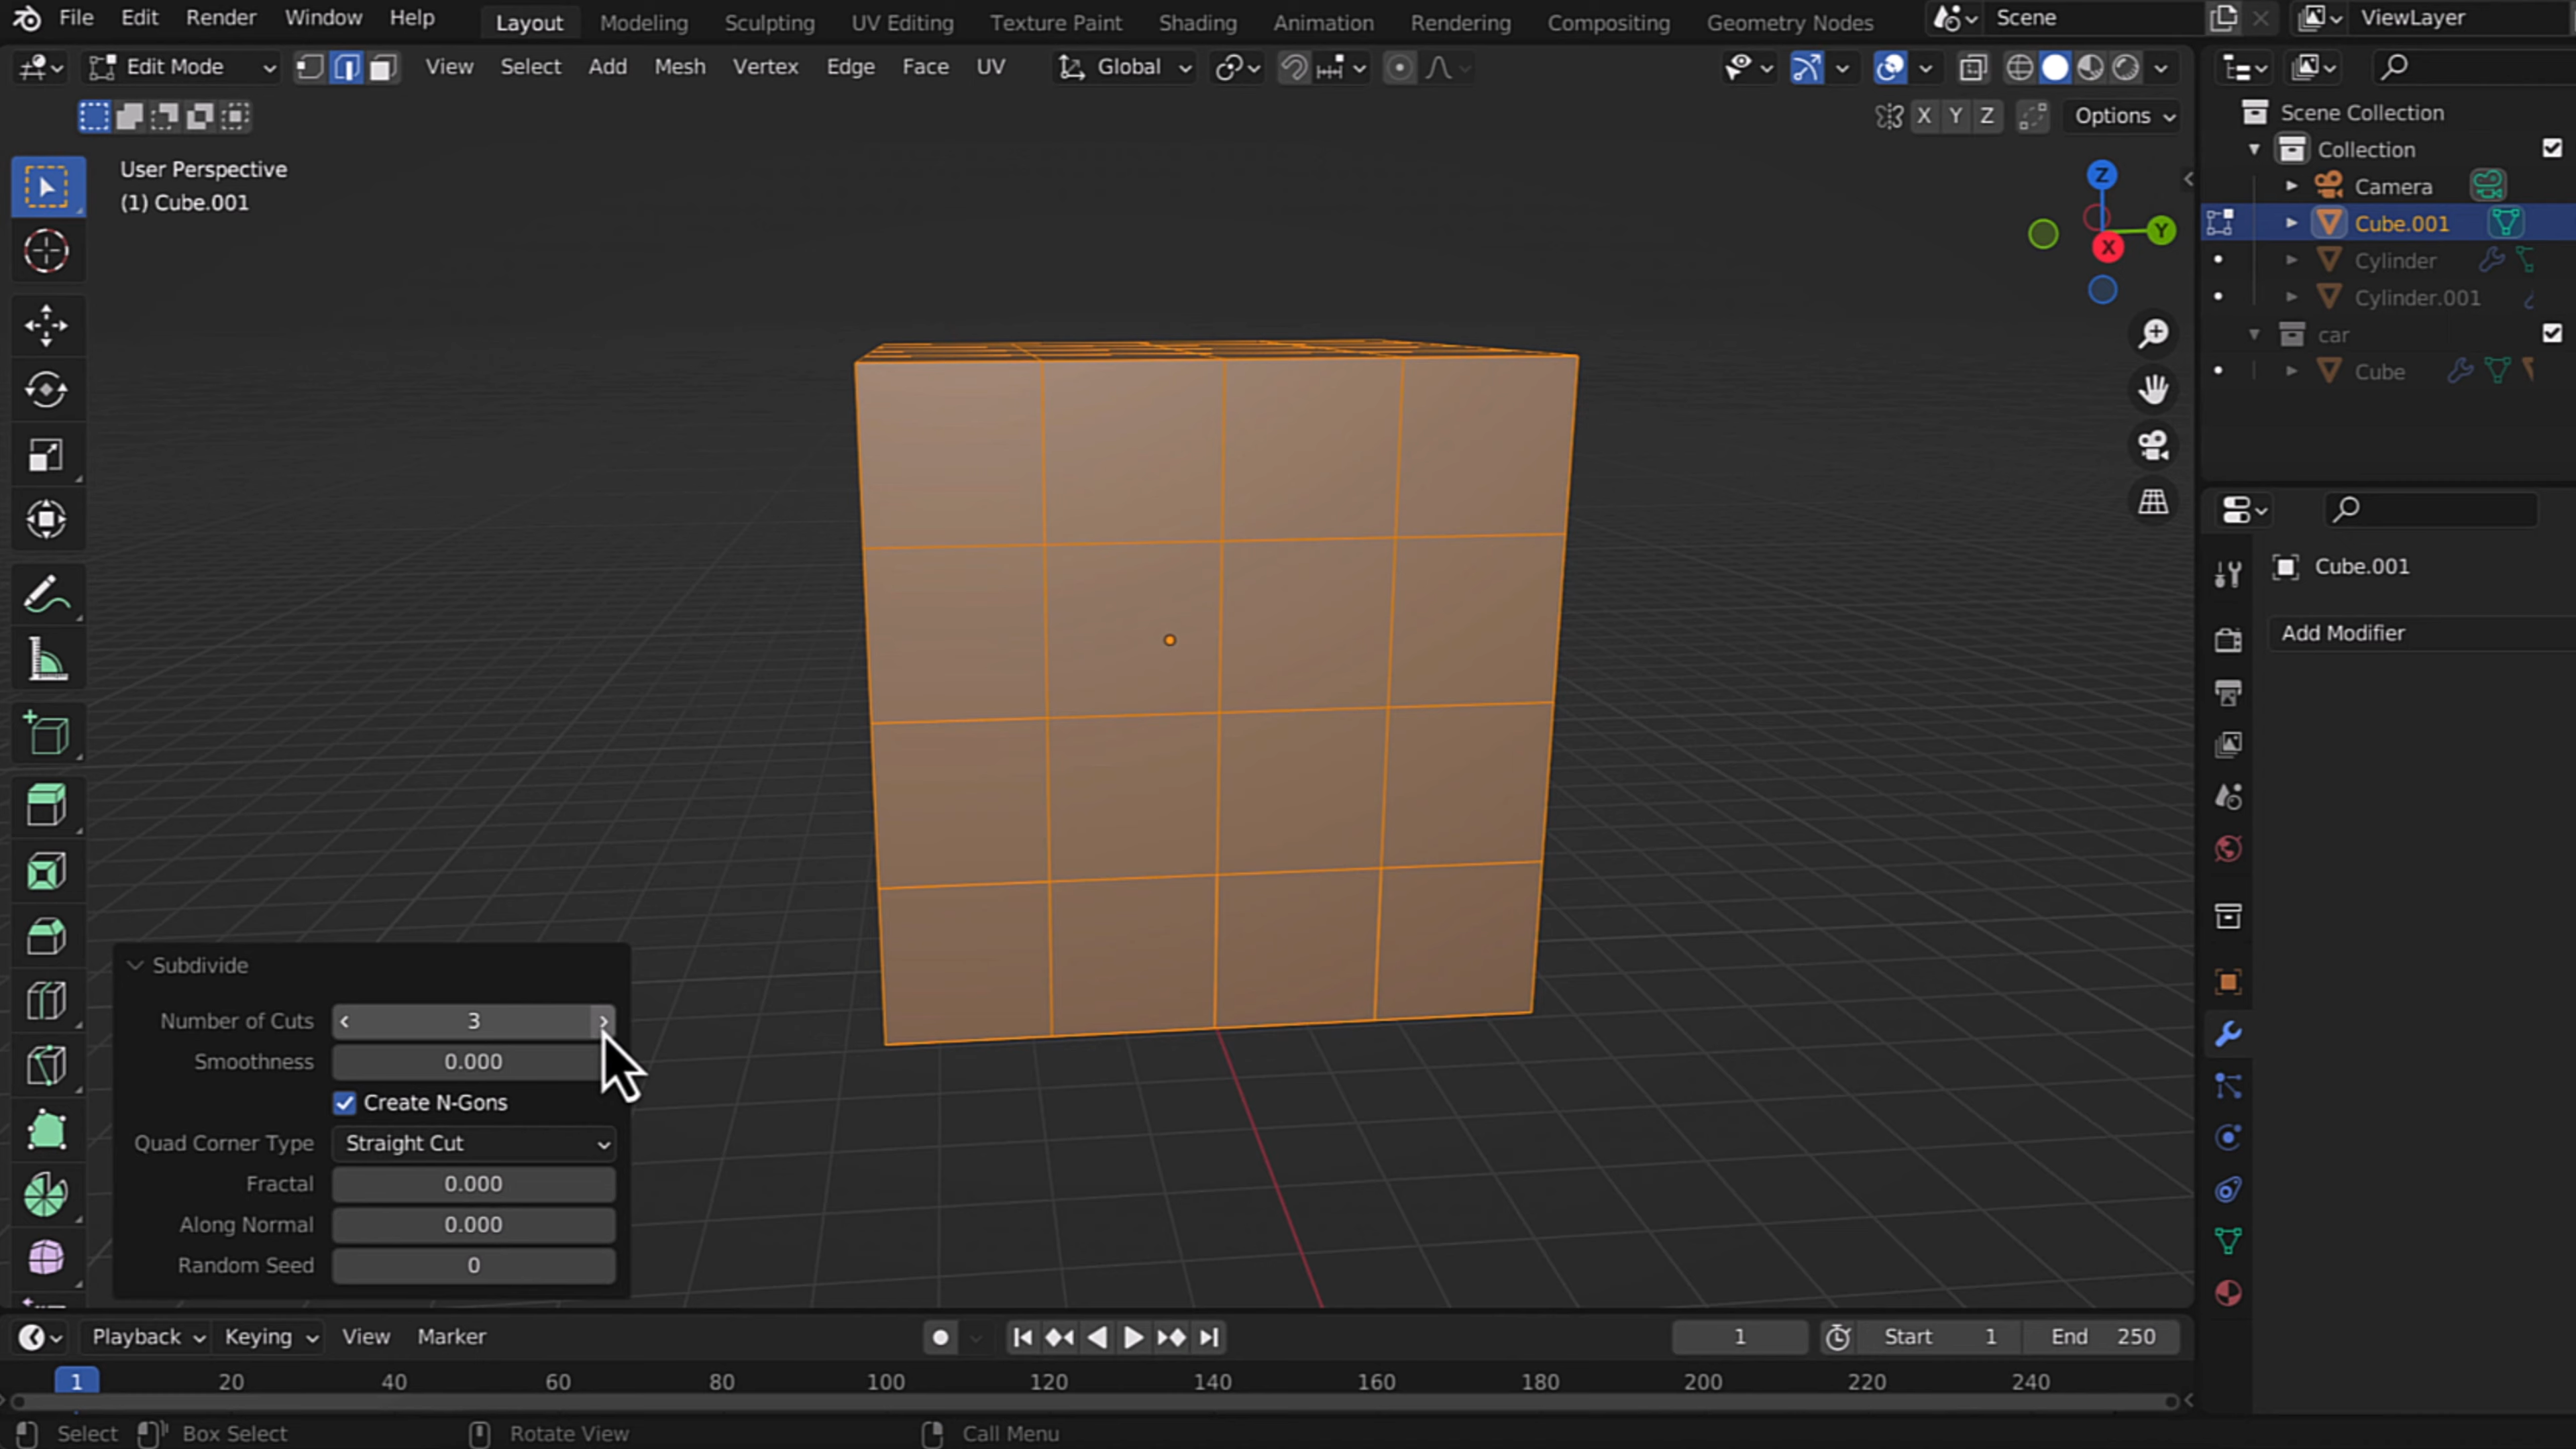 File Edit Render Window Help Layout Modeling Sculpting UV Editing Texture Paint Shading Animation Rendering Compositing Geometry Nodes Scene ViewLayer
Edit Mode View Select Add Mesh Vertex Edge Face UV Global
X Y Z Options
User Perspective
(1) Cube.001
Z
Y
X
Scene Collection
Collection
Camera
Cube.001
Cylinder
Cylinder.001
car
Cube
Cube.001
Add Modifier
Subdivide
Number of Cuts 3
Smoothness 0.000
Create N-Gons
Quad Corner Type Straight Cut
Fractal 0.000
Along Normal 0.000
Random Seed 0
Playback Keying View Marker 1 Start 1 End 250
1 20 40 60 80 100 120 140 160 180 200 220 240
Select Box Select Rotate View Call Menu